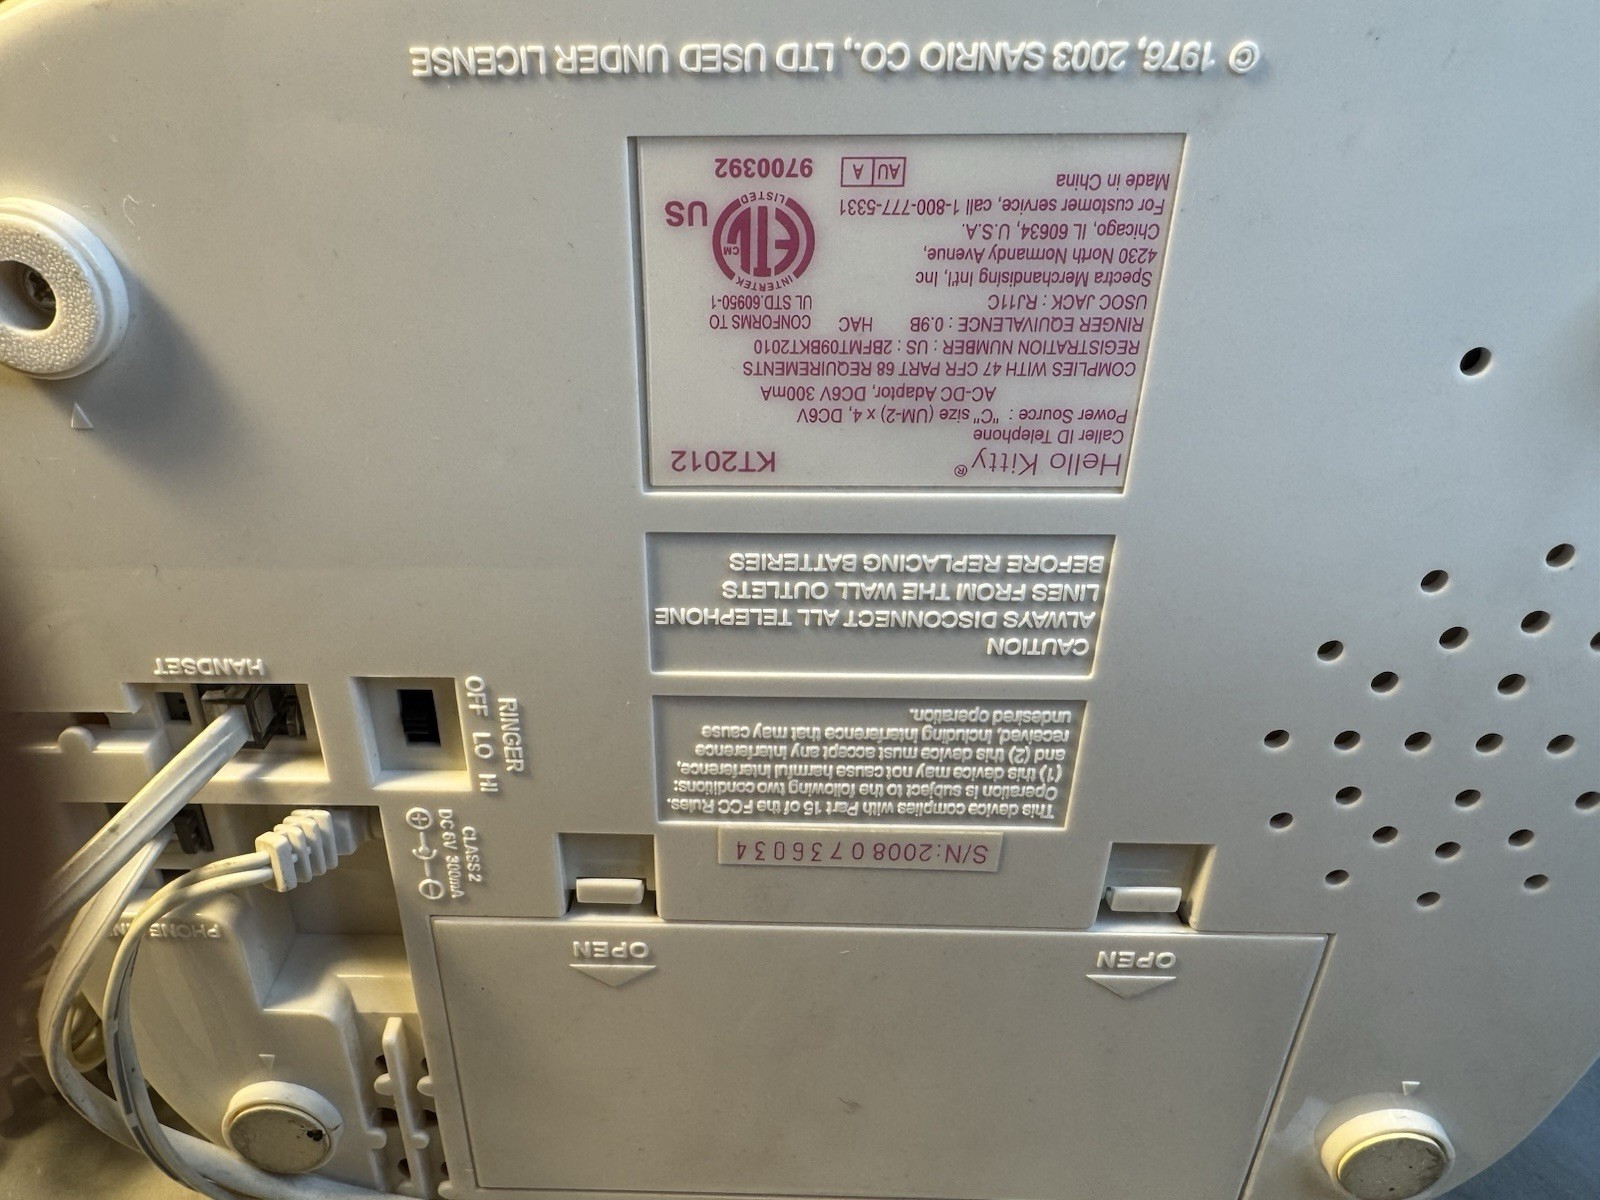 © 1976, 2003 SANRIO CO., LTD USED UNDER LICENSE
Hello Kitty® KT2012
Caller ID Telephone
Power Source : "C" size (UM-2) x 4, DC6V
AC-DC Adaptor, DC6V 300mA
COMPLIES WITH 47 CFR PART 68 REQUIREMENTS
REGISTRATION NUMBER : US : 2BFMT09BKT2010
RINGER EQUIVALENCE : 0.9B HAC
USOC JACK : RJ11C
Spectra Merchandising Int'l, Inc
4230 North Normandy Avenue,
Chicago, IL 60634, U.S.A.
For customer service, call 1-800-777-5331
Made in China
AU A
CONFORMS TO
UL STD.60950-1
INTERTEK
ETL
CM
LISTED
US
9700392
CAUTION
ALWAYS DISCONNECT ALL TELEPHONE
LINES FROM THE WALL OUTLETS
BEFORE REPLACING BATTERIES
This device complies with Part 15 of the FCC Rules.
Operation is subject to the following two conditions:
(1) this device may not cause harmful interference,
and (2) this device must accept any interference
received, including interference that may cause
undesired operation.
S/N:20080736034
OPEN
OPEN
HANDSET
RINGER
OFF LO HI
CLASS2
DC 6V 300mA